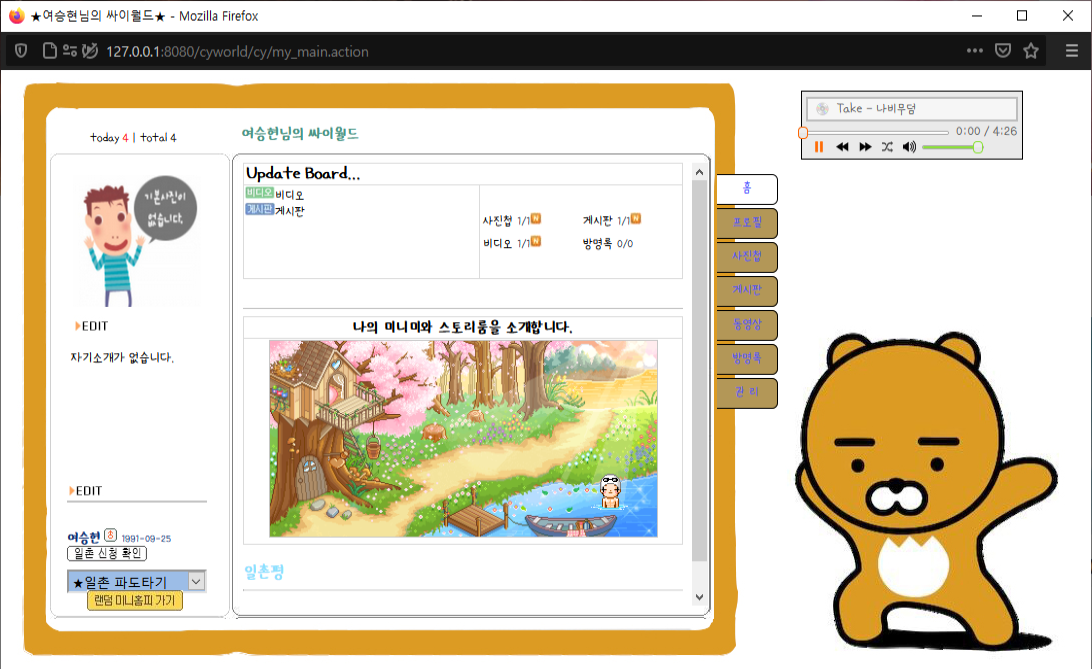 ★여승현님의 싸이월드★ - Mozilla Firefox
127.0.0.1:8080/cyworld/cy/my_main.action
today 4 | total 4
여승현님의 싸이월드
Take - 나비무덤
0:00 / 4:26
기본사진이
없습니다.
EDIT
자기소개가 없습니다.
EDIT
여승현 1991-09-25
일촌 신청 확인
★일촌 파도타기
랜덤 미니홈피 가기
Update Board...
비디오 비디오
게시판 게시판
사진첩 1/1 N 게시판 1/1 N
비디오 1/1 N 방명록 0/0
나의 미니미와 스토리룸을 소개합니다.
일촌평
홈
프로필
사진첩
게시판
동영상
방명록
관 리